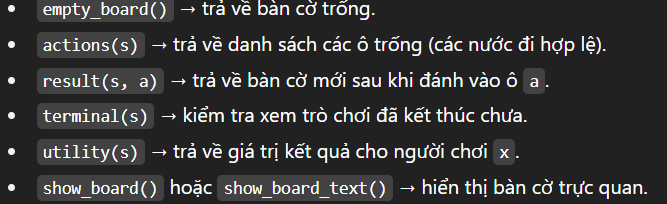 • empty_board() → trả về bàn cờ trống.
• actions(s) → trả về danh sách các ô trống (các nước đi hợp lệ).
• result(s, a) → trả về bàn cờ mới sau khi đánh vào ô a.
• terminal(s) → kiểm tra xem trò chơi đã kết thúc chưa.
• utility(s) → trả về giá trị kết quả cho người chơi x.
• show_board() hoặc show_board_text() → hiển thị bàn cờ trực quan.